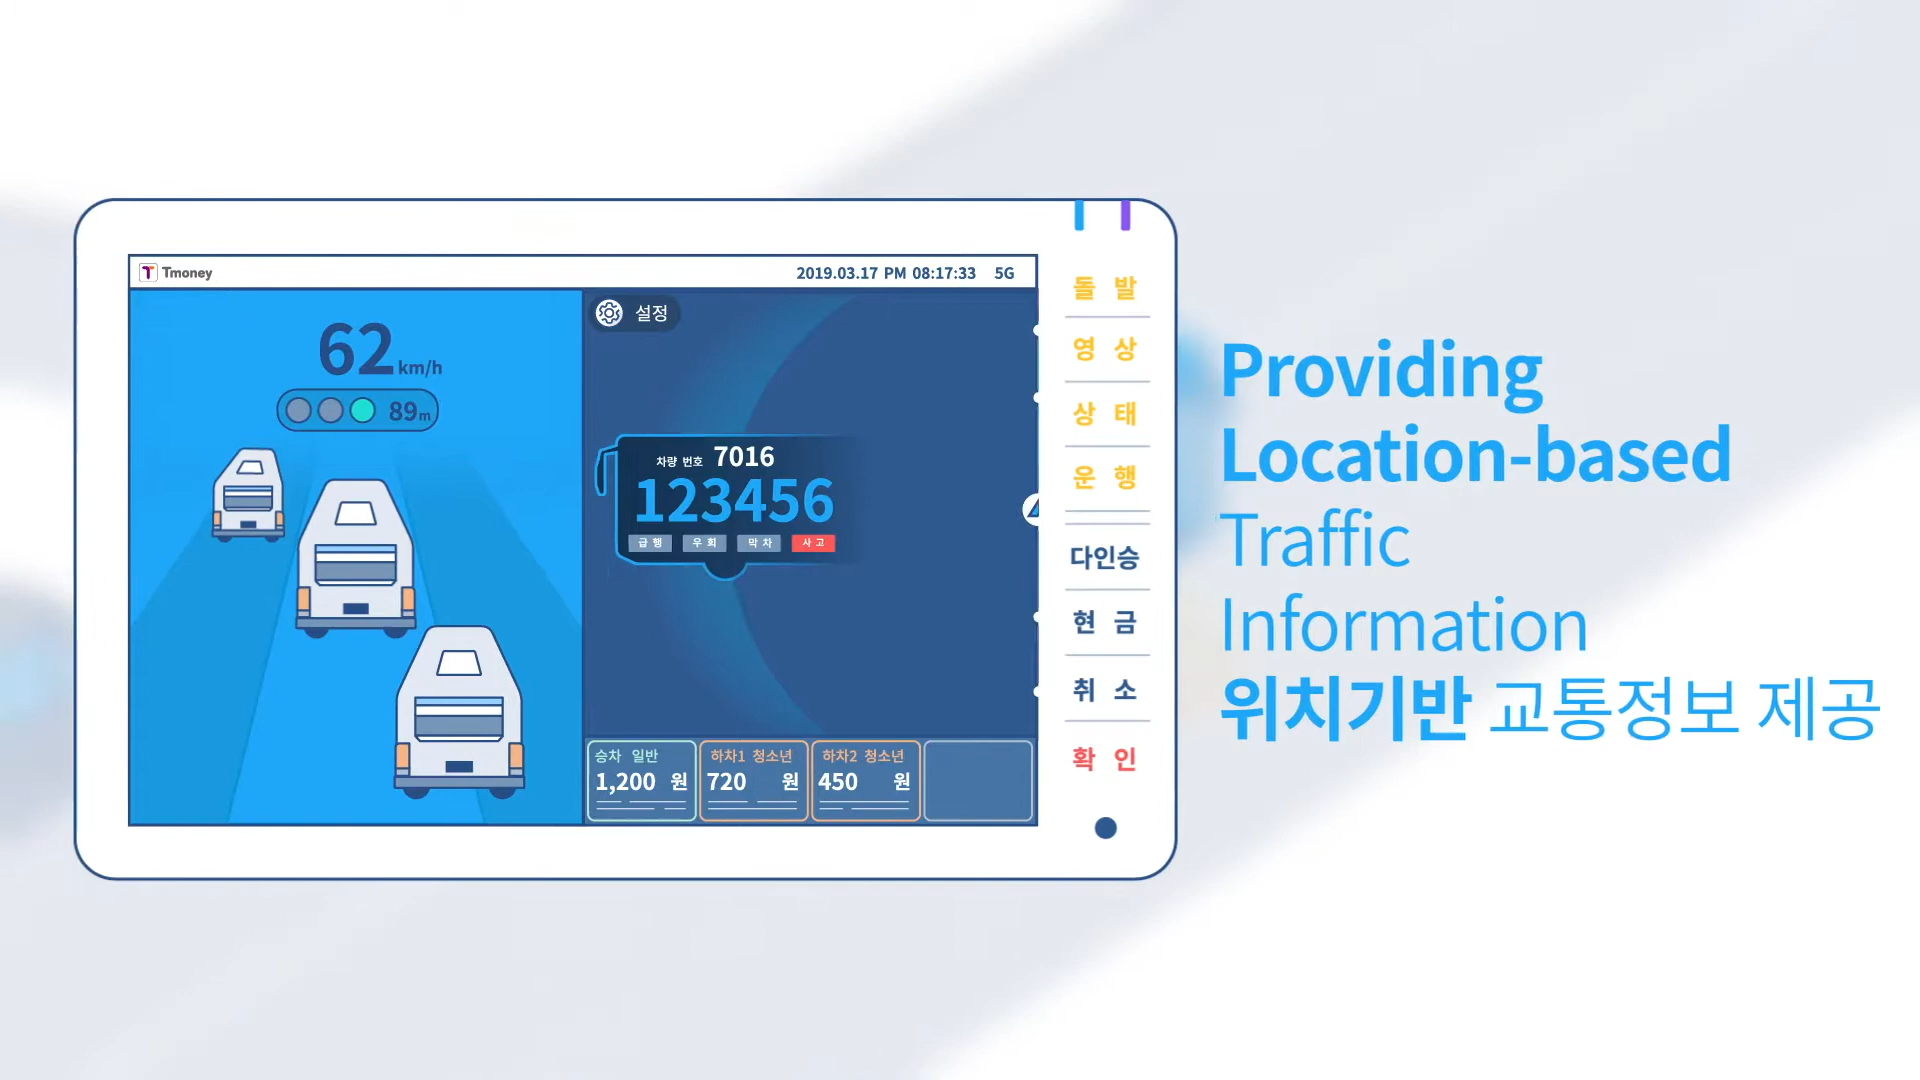 Tmoney
2019.03.17 PM 08:17:33 5G
62 km/h
89m
설정
차량 번호 7016
123456
급행 우회 막차 사고
승차 일반
1,200 원
하차1 청소년
720 원
하차2 청소년
450 원
돌발
영상
상태
운행
다인승
현금
취소
확인
Providing
Location-based
Traffic
Information
위치기반 교통정보 제공